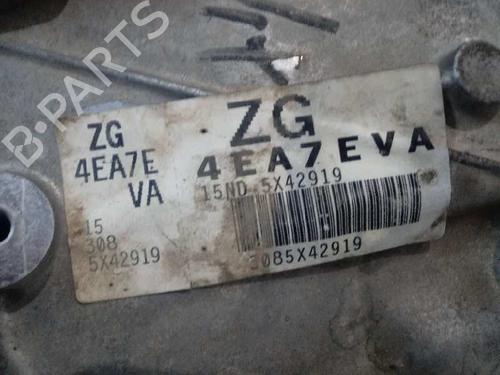 B-PARTS
ZG
4EA7E
VA
15
308
5X42919
ZG
4EA7EVA
15ND 5X42919
3085X42919